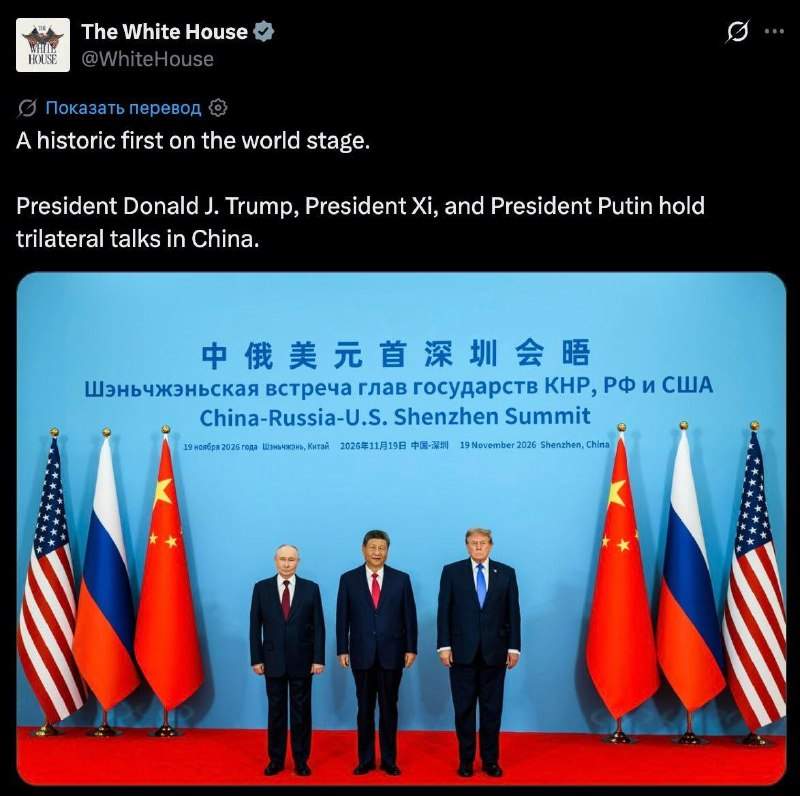 The White House
@WhiteHouse
THE WHITE HOUSE
Показать перевод
A historic first on the world stage.
President Donald J. Trump, President Xi, and President Putin hold
trilateral talks in China.
中俄美元首深圳会晤
Шэньчжэньская встреча глав государств КНР, РФ и США
China-Russia-U.S. Shenzhen Summit
19 ноября 2026 года Шэньчжэнь, Китай 2026年11月19日 中国·深圳 19 November 2026 Shenzhen, China